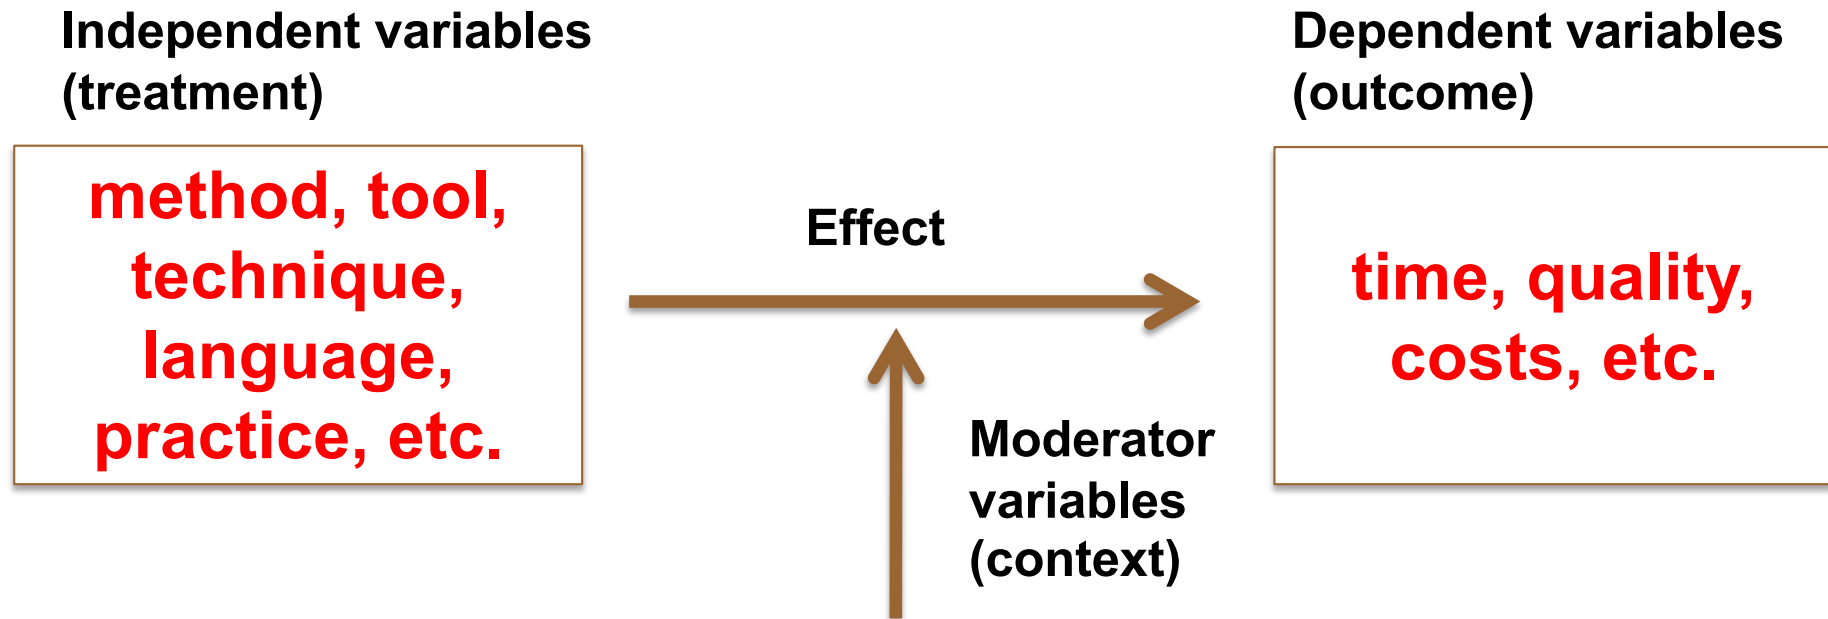 Independent variables
(treatment)
method, tool,
technique,
language,
practice, etc.
Effect
Moderator
variables
(context)
Dependent variables
(outcome)
time, quality,
costs, etc.